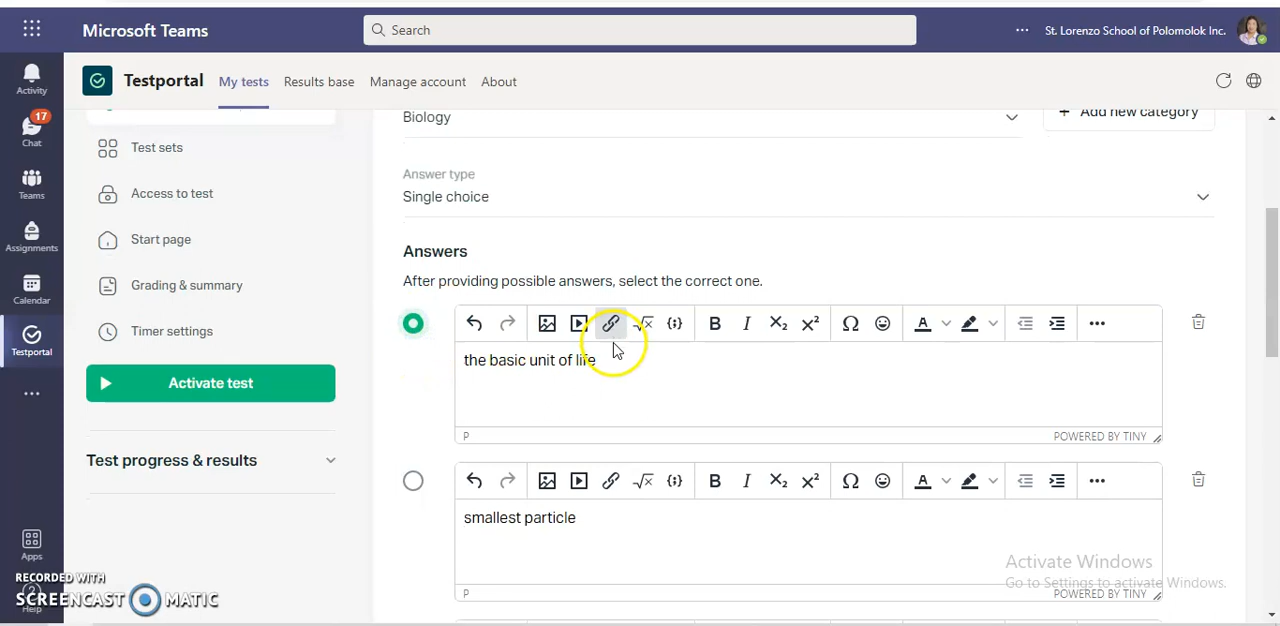 Microsoft Teams
Search
St. Lorenzo School of Polomolok Inc.
Activity
17
Chat
Teams
Assignments
Calendar
Testportal
Apps
Help
Testportal
My tests
Results base
Manage account
About
Test sets
Access to test
Start page
Grading & summary
Timer settings
Activate test
Test progress & results
Biology
Add new category
Answer type
Single choice
Answers
After providing possible answers, select the correct one.
the basic unit of life
P
POWERED BY TINY
smallest particle
P
POWERED BY TINY
Activate Windows
Go to Settings to activate Windows.
RECORDED WITH
SCREENCAST MATIC